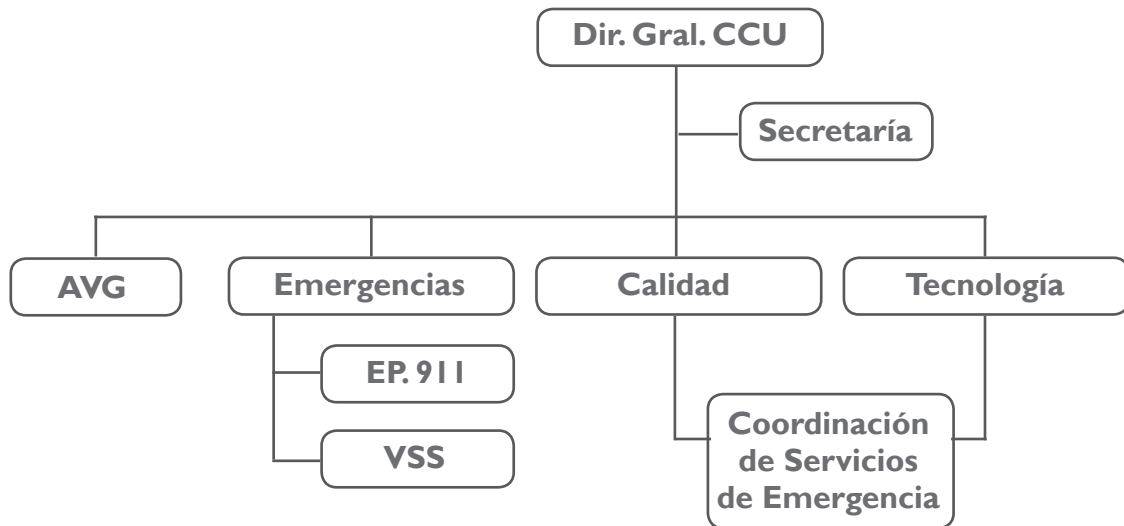 Dir. Gral. CCU
Secretaría
AVG
Emergencias
Calidad
Tecnología
EP. 911
VSS
Coordinación
de Servicios
de Emergencia